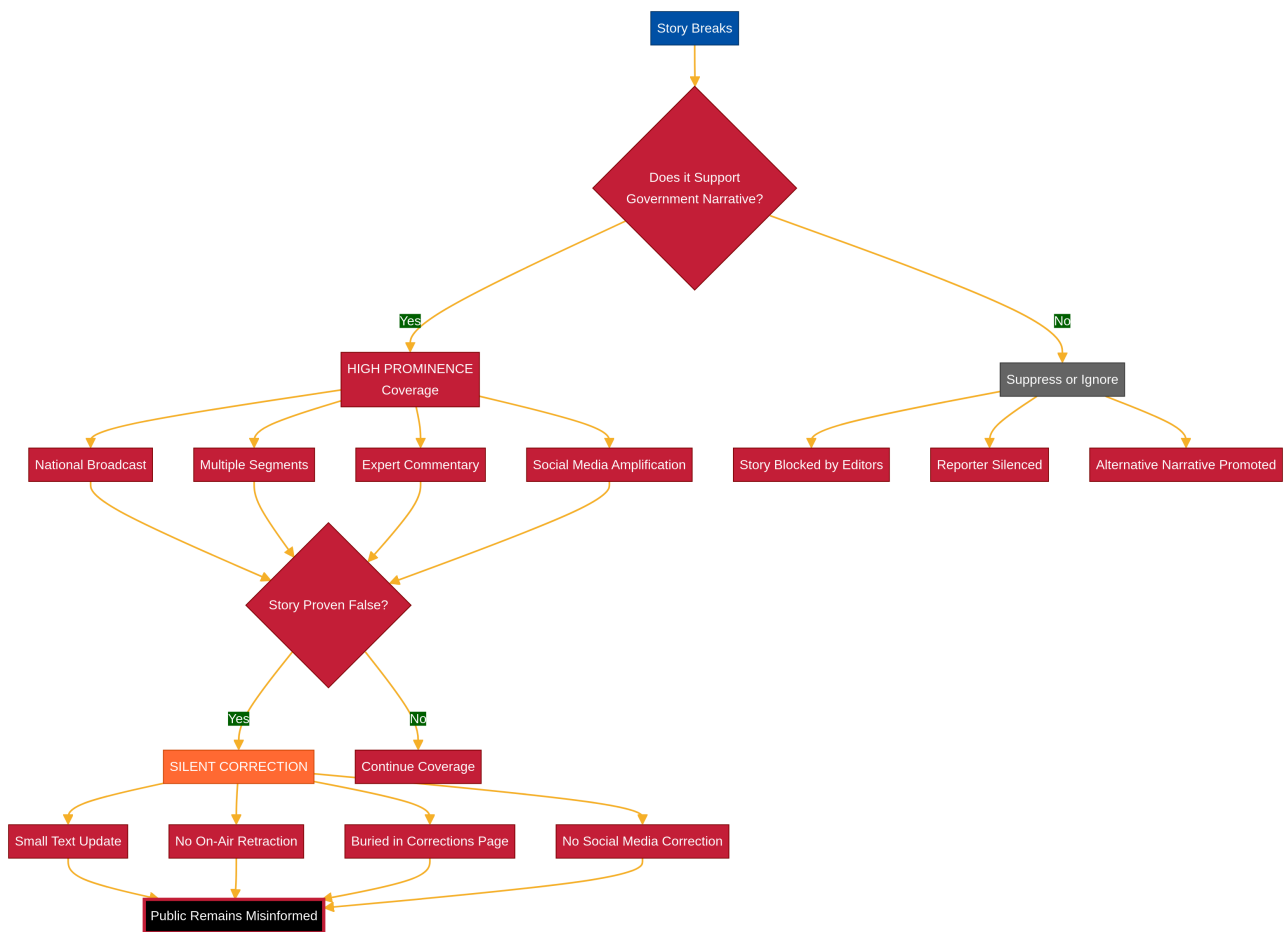 Story Breaks
Does it Support
Government Narrative?
Yes
No
HIGH PROMINENCE
Coverage
Suppress or Ignore
National Broadcast
Multiple Segments
Expert Commentary
Social Media Amplification
Story Blocked by Editors
Reporter Silenced
Alternative Narrative Promoted
Story Proven False?
Yes
No
SILENT CORRECTION
Continue Coverage
Small Text Update
No On-Air Retraction
Buried in Corrections Page
No Social Media Correction
Public Remains Misinformed